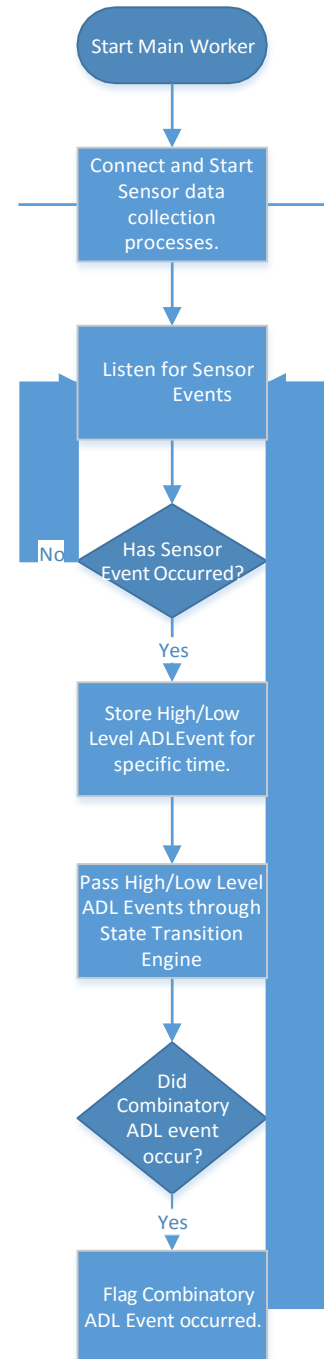 Start Main Worker
Connect and Start
Sensor data
collection
processes.
Listen for Sensor
Events
No
Has Sensor
Event Occurred?
Yes
Store High/Low
Level ADLEvent for
specific time.
Pass High/Low Level
ADL Events through
State Transition
Engine
Did
Combinatory
ADL event
occur?
Yes
Flag Combinatory
ADL Event occurred.